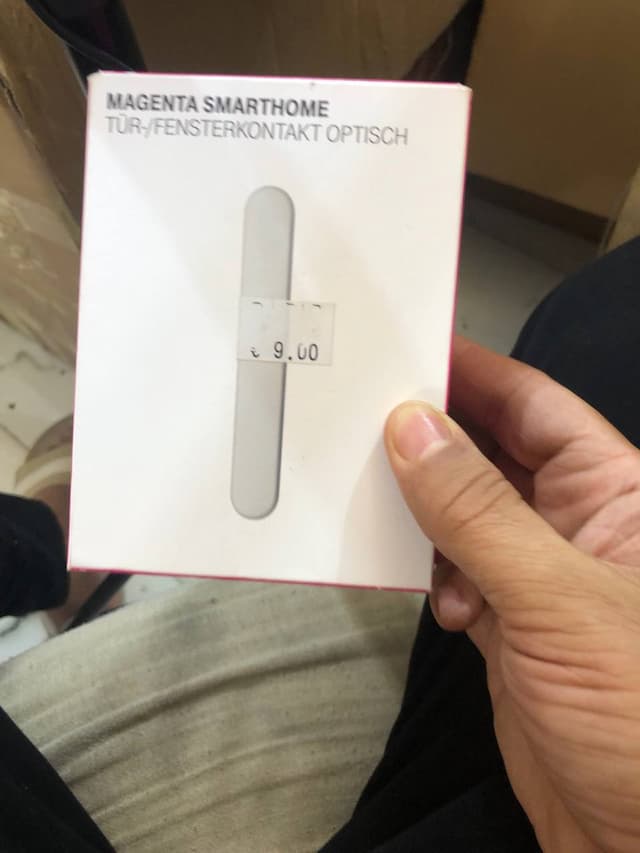 MAGENTA SMARTHOME
TÜR-/FENSTERKONTAKT OPTISCH
€ 9.00